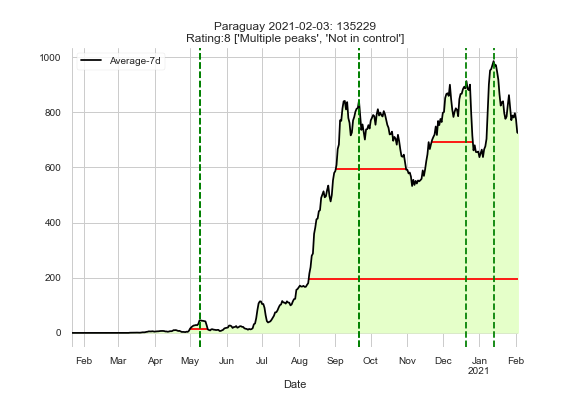 Paraguay 2021-02-03: 135229
Rating:8 ['Multiple peaks', 'Not in control']
Average-7d
1000
800
600
400
200
0
Feb Mar Apr May Jun Jul Aug Sep Oct Nov Dec Jan Feb
2021
Date